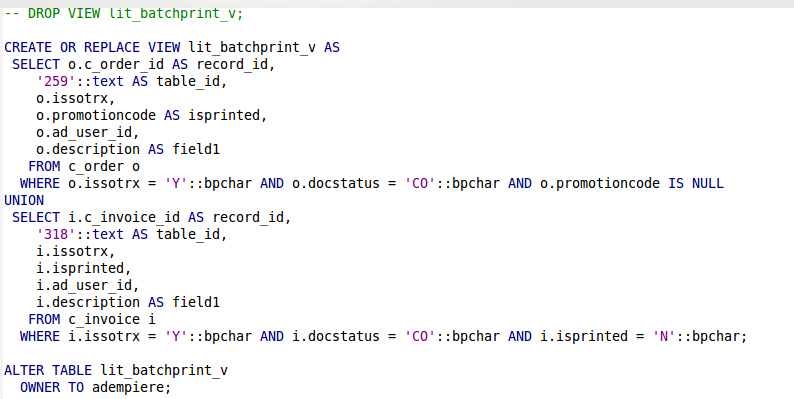 -- DROP VIEW lit_batchprint_v;

CREATE OR REPLACE VIEW lit_batchprint_v AS
 SELECT o.c_order_id AS record_id,
    '259'::text AS table_id,
    o.issotrx,
    o.promotioncode AS isprinted,
    o.ad_user_id,
    o.description AS field1
   FROM c_order o
  WHERE o.issotrx = 'Y'::bpchar AND o.docstatus = 'CO'::bpchar AND o.promotioncode IS NULL
UNION
 SELECT i.c_invoice_id AS record_id,
    '318'::text AS table_id,
    i.issotrx,
    i.isprinted,
    i.ad_user_id,
    i.description AS field1
   FROM c_invoice i
  WHERE i.issotrx = 'Y'::bpchar AND i.docstatus = 'CO'::bpchar AND i.isprinted = 'N'::bpchar;

ALTER TABLE lit_batchprint_v
  OWNER TO adempiere;